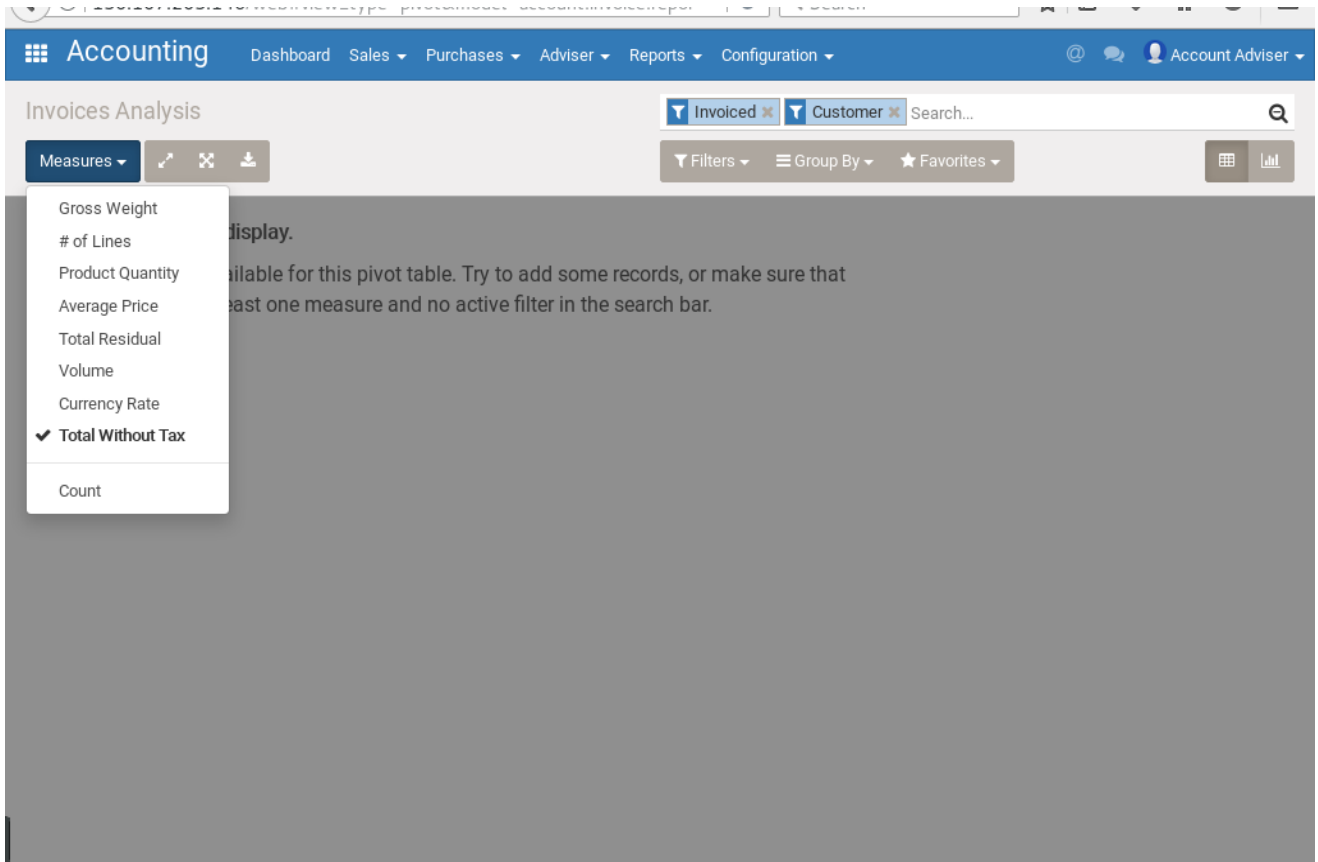 Accounting Dashboard Sales Purchases Adviser Reports Configuration @ Account Adviser
Invoices Analysis
Invoiced Customer Search...
Measures Filters Group By Favorites
Gross Weight
# of Lines
Product Quantity
Average Price
Total Residual
Volume
Currency Rate
Total Without Tax
Count
display.
for this pivot table. Try to add some records, or make sure that
one measure and no active filter in the search bar.